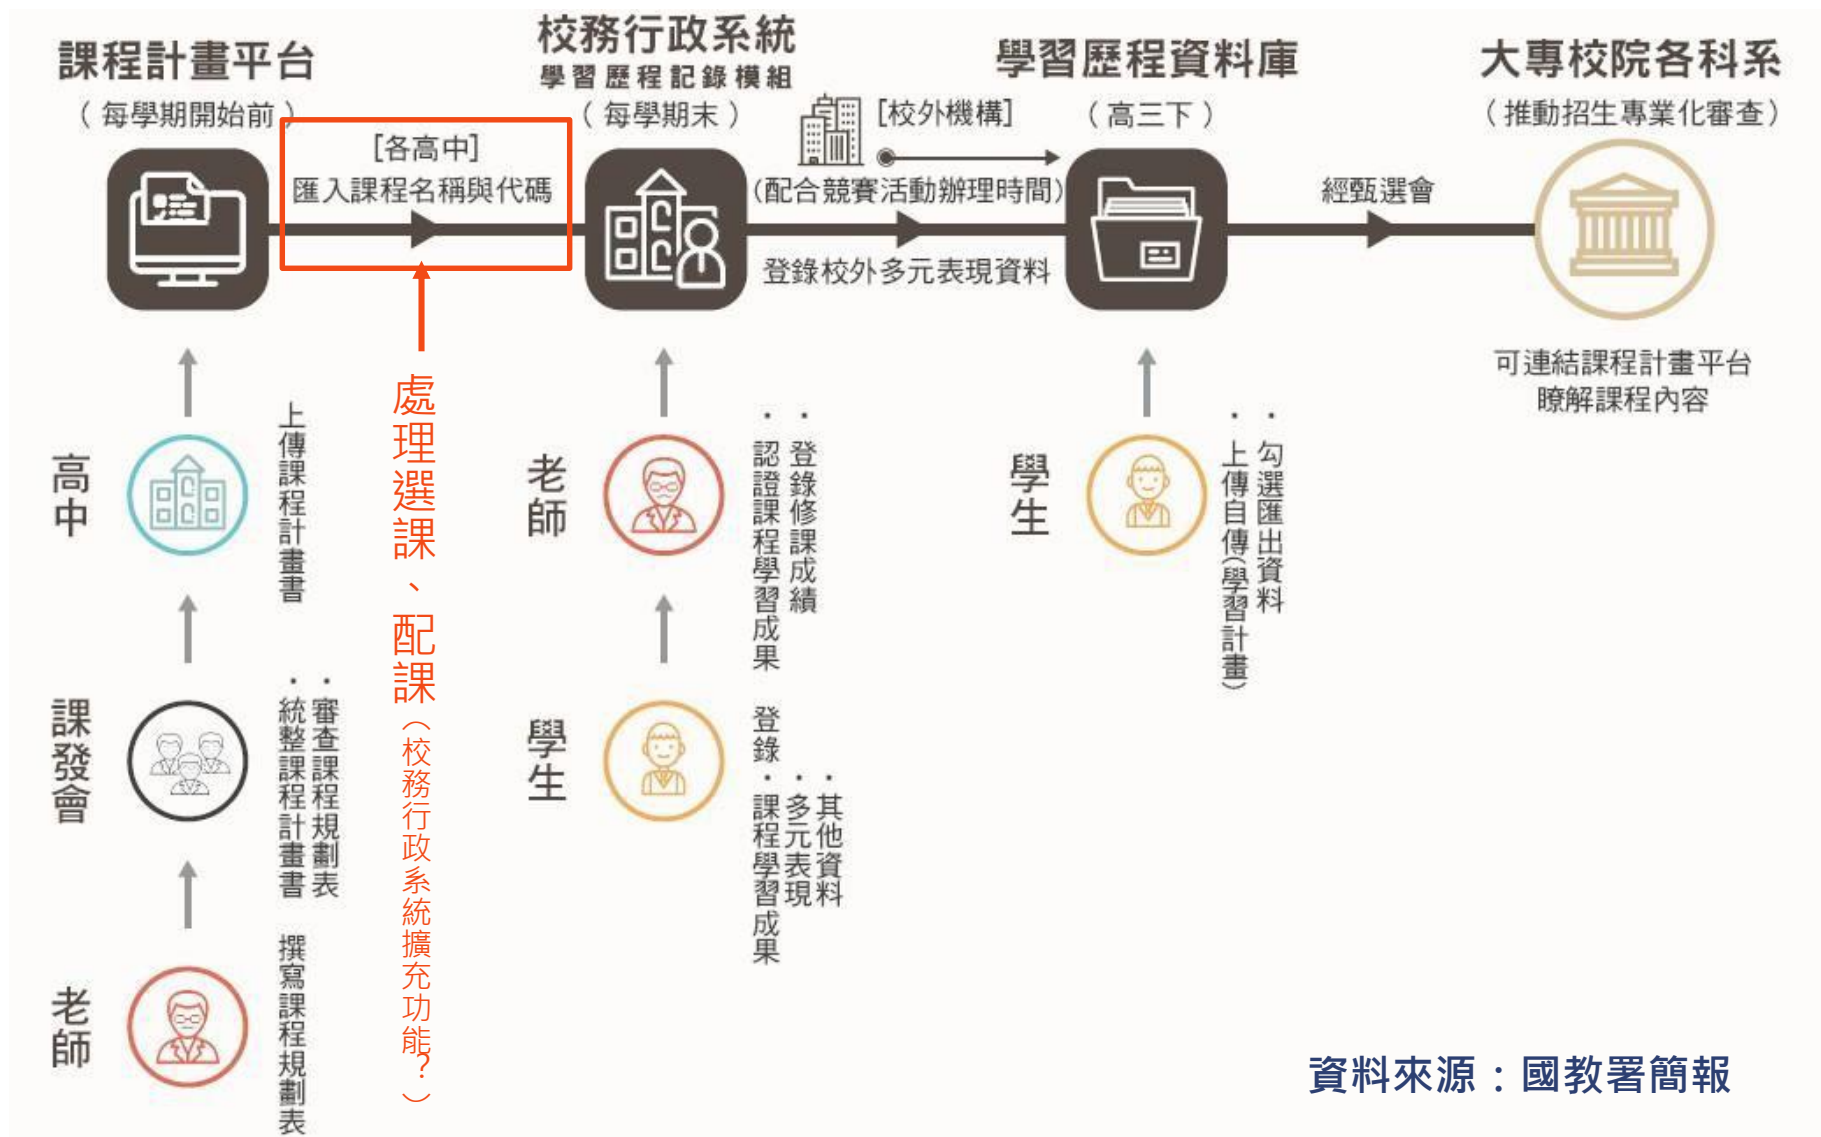 課程計畫平台
（每學期開始前）
[各高中]
匯入課程名稱與代碼
校務行政系統
學習歷程記錄模組
（每學期末）
[校外機構]
(配合競賽活動辦理時間)
登錄校外多元表現資料
學習歷程資料庫
（高三下）
經甄選會
大專校院各科系
（推動招生專業化審查）
可連結課程計畫平台
瞭解課程內容
高中
上傳課程計畫書
課發會
・審查課程規劃表
・統整課程計畫書
老師
撰寫課程規劃表
處理選課、配課（校務行政系統擴充功能？）
老師
・登錄修課成績
・認證課程學習成果
學生
登錄
・課程學習成果
・多元表現
・其他資料
學生
・勾選匯出資料
・上傳自傳(學習計畫)
資料來源：國教署簡報